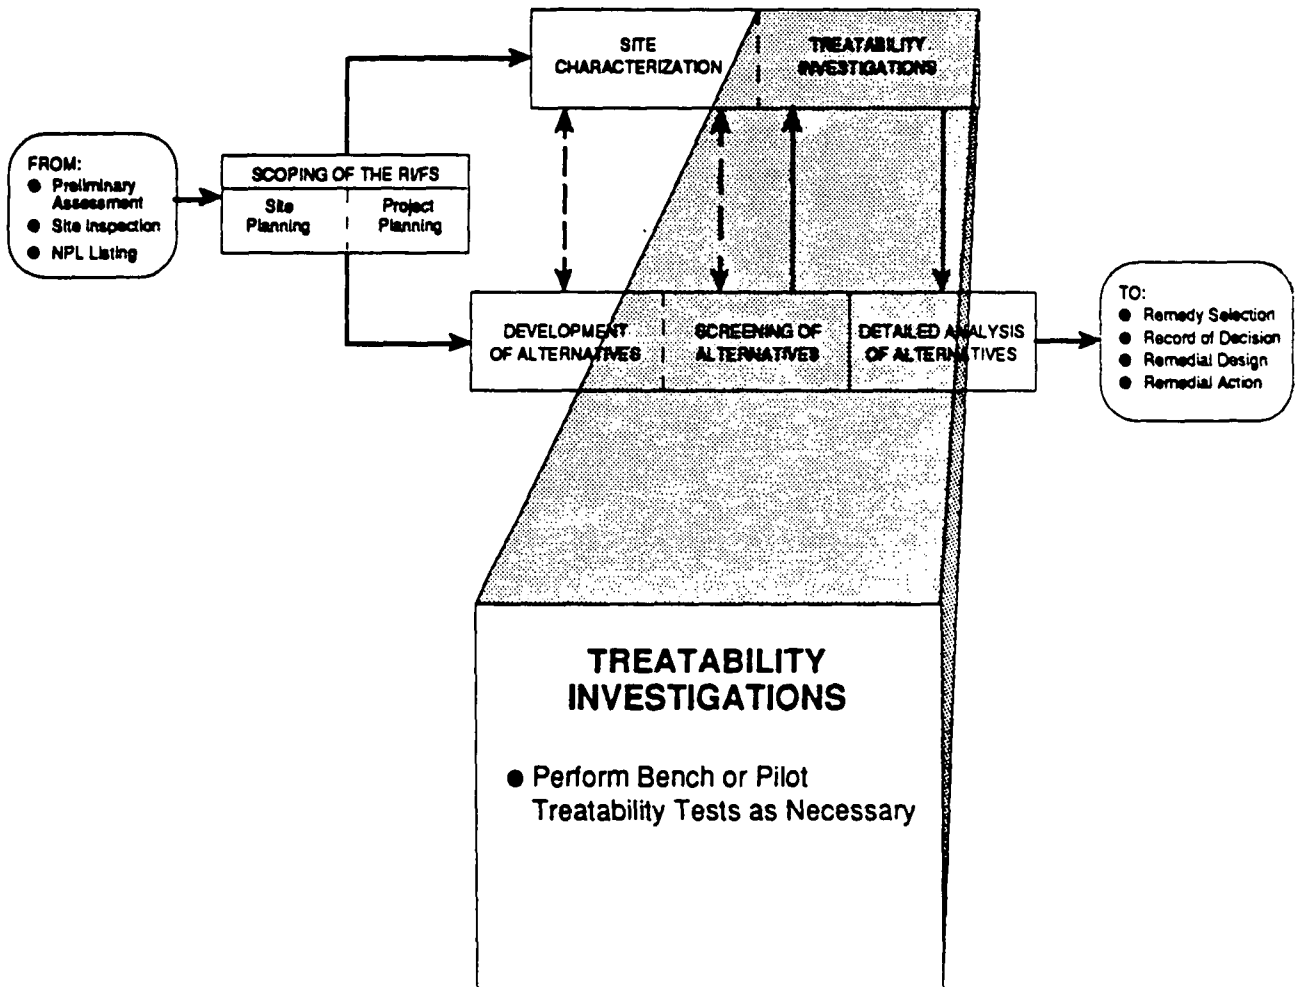 SITE
CHARACTERIZATION
TREATABILITY
INVESTIGATIONS
FROM:
● Preliminary
Assessment
● Site Inspection
● NPL Listing
SCOPING OF THE RI/FS
Site
Planning
Project
Planning
DEVELOPMENT
OF ALTERNATIVES
SCREENING OF
ALTERNATIVES
DETAILED ANALYSIS
OF ALTERNATIVES
TO:
● Remedy Selection
● Record of Decision
● Remedial Design
● Remedial Action
TREATABILITY
INVESTIGATIONS
● Perform Bench or Pilot
Treatability Tests as Necessary